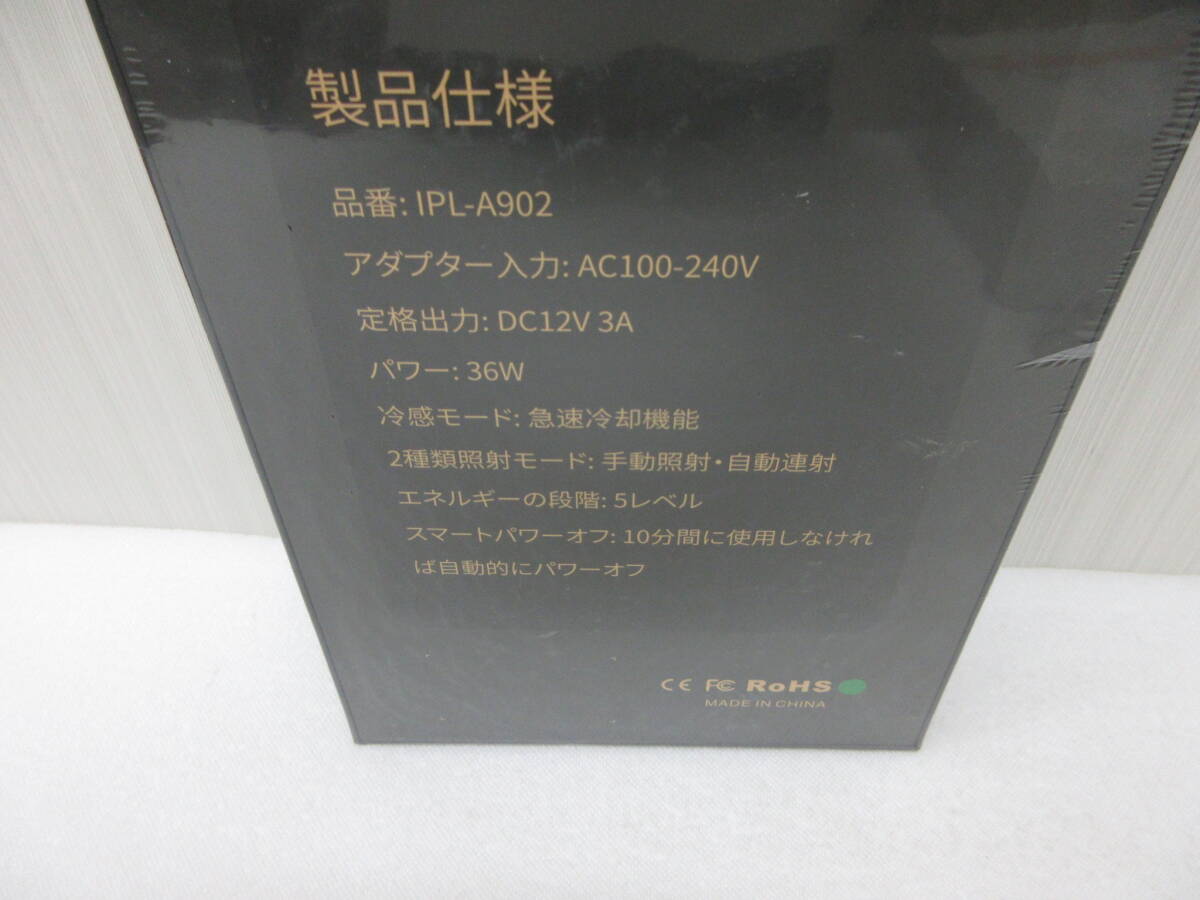 製品仕様
品番: IPL-A902
アダプター入力: AC100-240V
定格出力: DC12V 3A
パワー: 36W
冷感モード: 急速冷却機能
2種類照射モード: 手動照射・自動連射
エネルギーの段階: 5レベル
スマートパワーオフ: 10分間に使用しなけれ
ば自動的にパワーオフ
CE FC RoHS
MADE IN CHINA